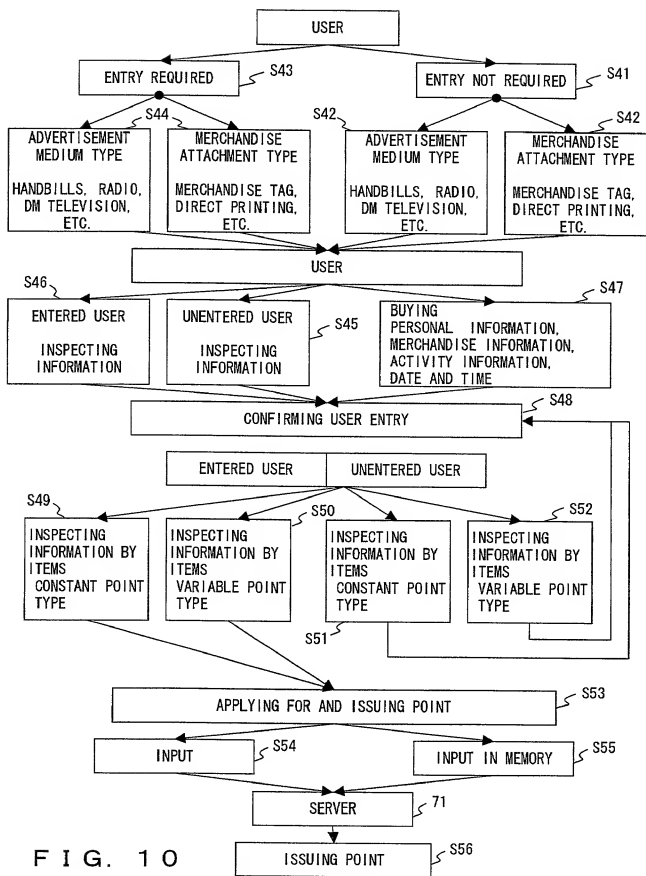 USER
ENTRY REQUIRED
S43
ENTRY NOT REQUIRED
S41
S44
S42
S42
ADVERTISEMENT
MEDIUM TYPE
HANDBILLS, RADIO,
DM TELEVISION,
ETC.
MERCHANDISE
ATTACHMENT TYPE
MERCHANDISE TAG,
DIRECT PRINTING,
ETC.
ADVERTISEMENT
MEDIUM TYPE
HANDBILLS, RADIO,
DM TELEVISION,
ETC.
MERCHANDISE
ATTACHMENT TYPE
MERCHANDISE TAG,
DIRECT PRINTING,
ETC.
USER
S46
ENTERED USER
INSPECTING
INFORMATION
UNENTERED USER
INSPECTING
INFORMATION
S45
S47
BUYING
PERSONAL INFORMATION,
MERCHANDISE INFORMATION,
ACTIVITY INFORMATION,
DATE AND TIME
S48
CONFIRMING USER ENTRY
ENTERED USER
UNENTERED USER
S49
INSPECTING
INFORMATION BY
ITEMS
CONSTANT POINT
TYPE
S50
INSPECTING
INFORMATION BY
ITEMS
VARIABLE POINT
TYPE
INSPECTING
INFORMATION BY
ITEMS
CONSTANT POINT
TYPE
S51
S52
INSPECTING
INFORMATION BY
ITEMS
VARIABLE POINT
TYPE
APPLYING FOR AND ISSUING POINT
S53
INPUT
S54
INPUT IN MEMORY
S55
SERVER
71
ISSUING POINT
S56
FIG. 10